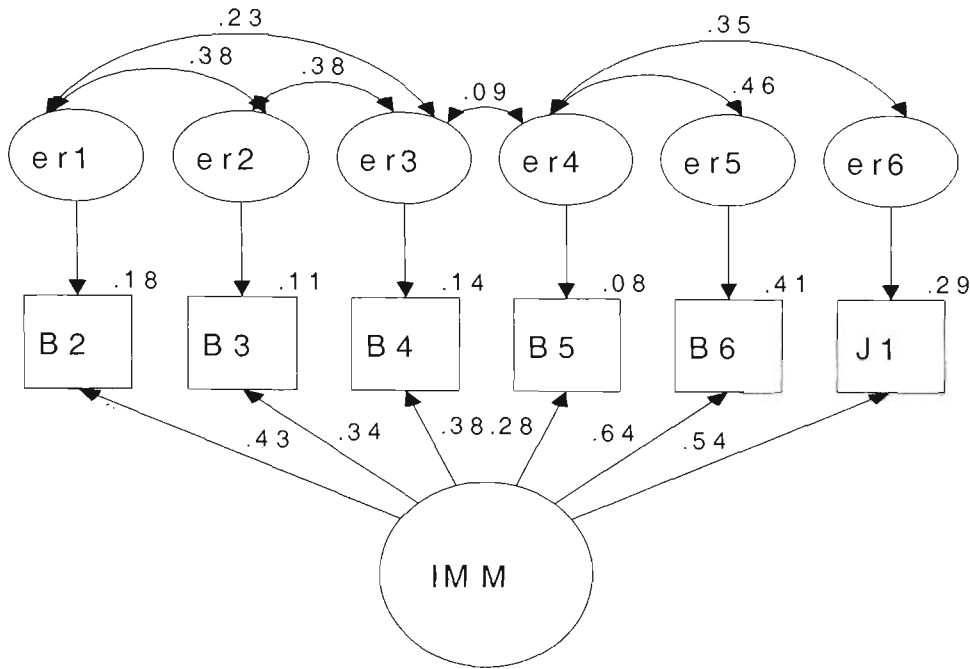 .23
.35
.38
.38
.46
.09
er1 er2 er3 er4 er5 er6
.18 .11 .14 .08 .41 .29
B2 B3 B4 B5 B6 J1
.43 .34 .38 .28 .64 .54
IMM